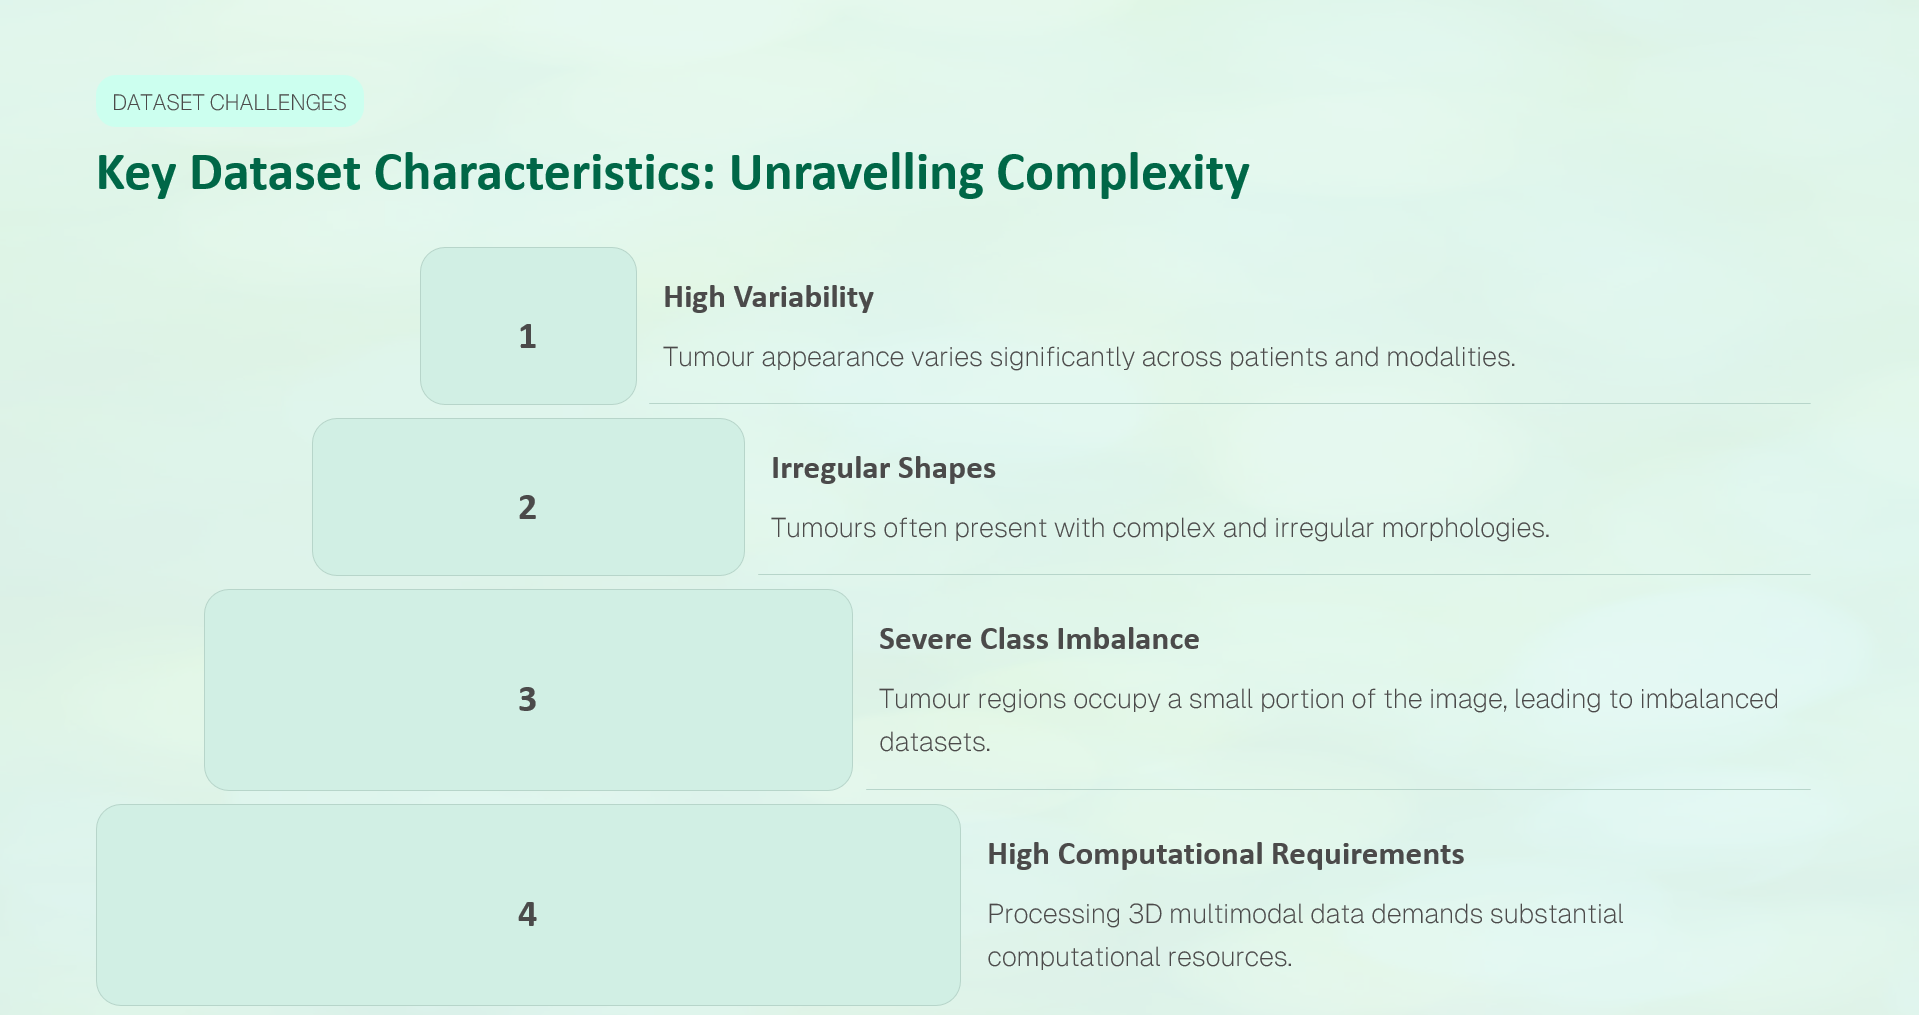 DATASET CHALLENGES
Key Dataset Characteristics: Unravelling Complexity
1
High Variability
Tumour appearance varies significantly across patients and modalities.
2
Irregular Shapes
Tumours often present with complex and irregular morphologies.
3
Severe Class Imbalance
Tumour regions occupy a small portion of the image, leading to imbalanced
datasets.
4
High Computational Requirements
Processing 3D multimodal data demands substantial
computational resources.